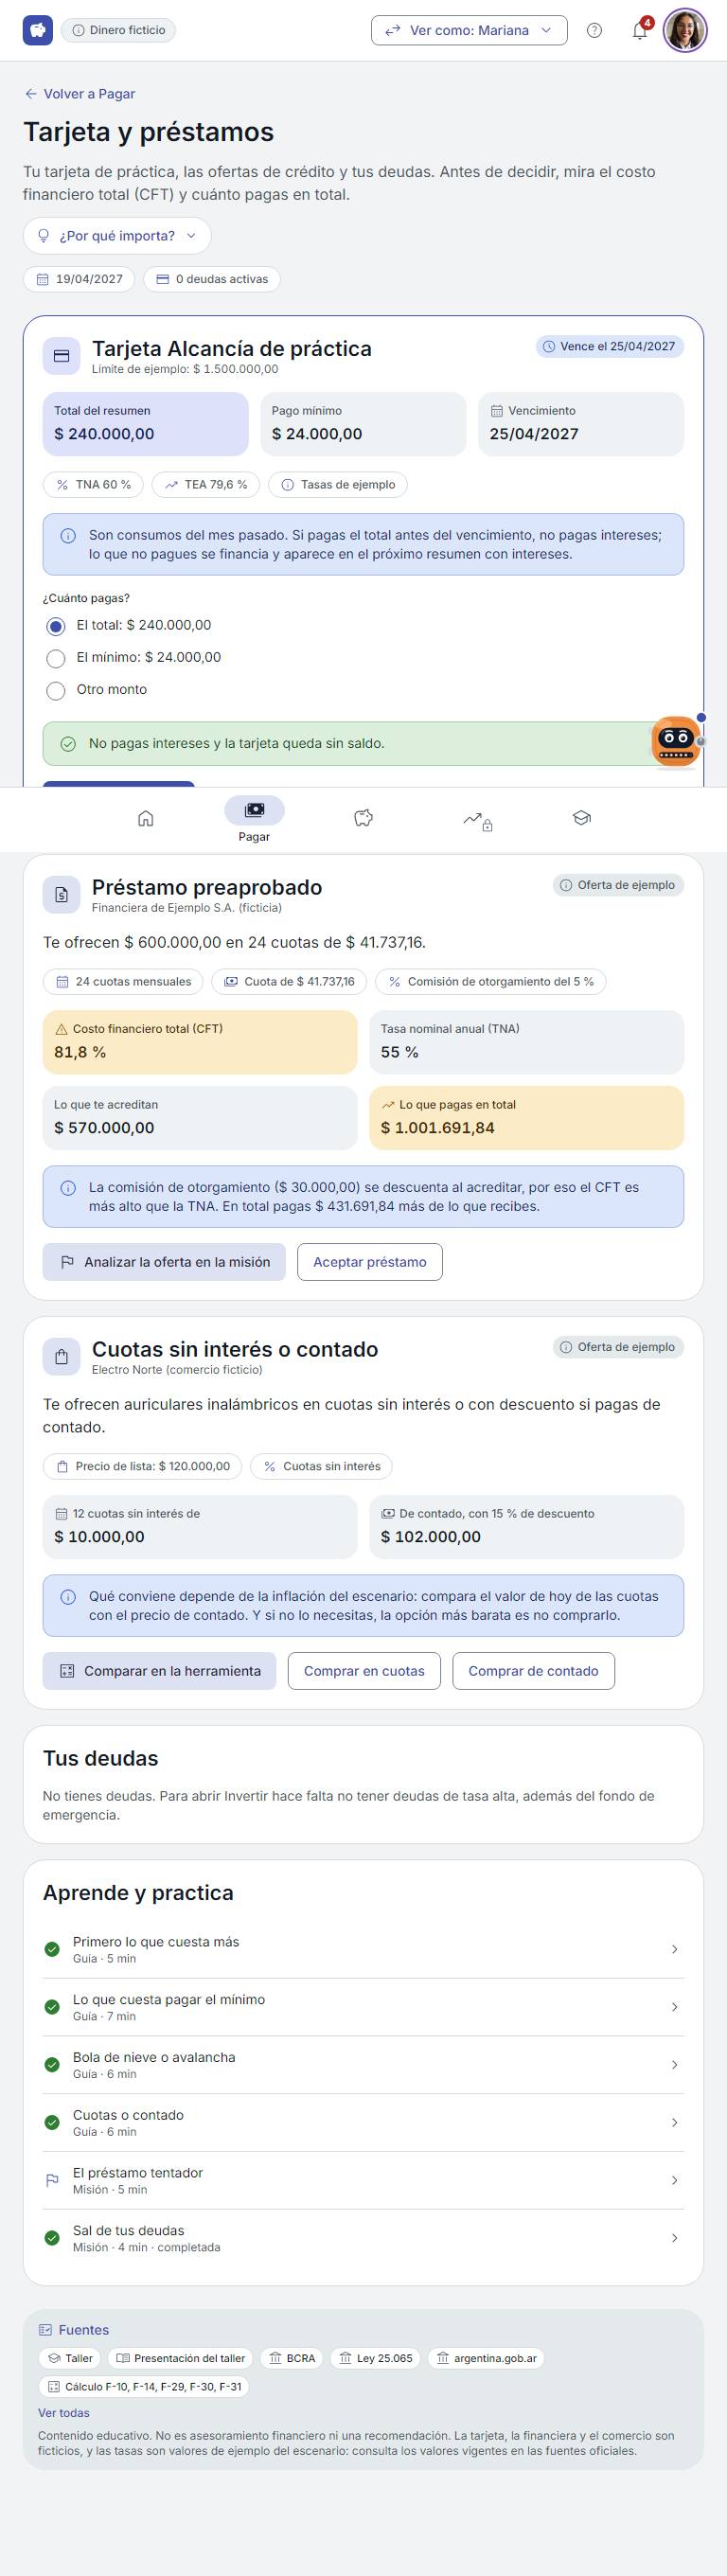 Dinero ficticio
Ver como: Mariana
4
Volver a Pagar
Tarjeta y préstamos
Tu tarjeta de práctica, las ofertas de crédito y tus deudas. Antes de decidir, mira el costo
financiero total (CFT) y cuánto pagas en total.
¿Por qué importa?
19/04/2027
0 deudas activas
Tarjeta Alcancía de práctica
Límite de ejemplo: $ 1.500.000,00
Vence el 25/04/2027
Total del resumen
$ 240.000,00
Pago mínimo
$ 24.000,00
Vencimiento
25/04/2027
TNA 60 %
TEA 79,6 %
Tasas de ejemplo
Son consumos del mes pasado. Si pagas el total antes del vencimiento, no pagas intereses;
lo que no pagues se financia y aparece en el próximo resumen con intereses.
¿Cuánto pagas?
El total: $ 240.000,00
El mínimo: $ 24.000,00
Otro monto
No pagas intereses y la tarjeta queda sin saldo.
Pagar
Préstamo preaprobado
Financiera de Ejemplo S.A. (ficticia)
Oferta de ejemplo
Te ofrecen $ 600.000,00 en 24 cuotas de $ 41.737,16.
24 cuotas mensuales
Cuota de $ 41.737,16
Comisión de otorgamiento del 5 %
Costo financiero total (CFT)
81,8 %
Tasa nominal anual (TNA)
55 %
Lo que te acreditan
$ 570.000,00
Lo que pagas en total
$ 1.001.691,84
La comisión de otorgamiento ($ 30.000,00) se descuenta al acreditar, por eso el CFT es
más alto que la TNA. En total pagas $ 431.691,84 más de lo que recibes.
Analizar la oferta en la misión
Aceptar préstamo
Cuotas sin interés o contado
Electro Norte (comercio ficticio)
Oferta de ejemplo
Te ofrecen auriculares inalámbricos en cuotas sin interés o con descuento si pagas de
contado.
Precio de lista: $ 120.000,00
Cuotas sin interés
12 cuotas sin interés de
$ 10.000,00
De contado, con 15 % de descuento
$ 102.000,00
Qué conviene depende de la inflación del escenario: compara el valor de hoy de las cuotas
con el precio de contado. Y si no lo necesitas, la opción más barata es no comprarlo.
Comparar en la herramienta
Comprar en cuotas
Comprar de contado
Tus deudas
No tienes deudas. Para abrir Invertir hace falta no tener deudas de tasa alta, además del fondo de
emergencia.
Aprende y practica
Primero lo que cuesta más
Guía · 5 min
Lo que cuesta pagar el mínimo
Guía · 7 min
Bola de nieve o avalancha
Guía · 6 min
Cuotas o contado
Guía · 6 min
El préstamo tentador
Misión · 5 min
Sal de tus deudas
Misión · 4 min · completada
Fuentes
Taller
Presentación del taller
BCRA
Ley 25.065
argentina.gob.ar
Cálculo F-10, F-14, F-29, F-30, F-31
Ver todas
Contenido educativo. No es asesoramiento financiero ni una recomendación. La tarjeta, la financiera y el comercio son
ficticios, y las tasas son valores de ejemplo del escenario: consulta los valores vigentes en las fuentes oficiales.